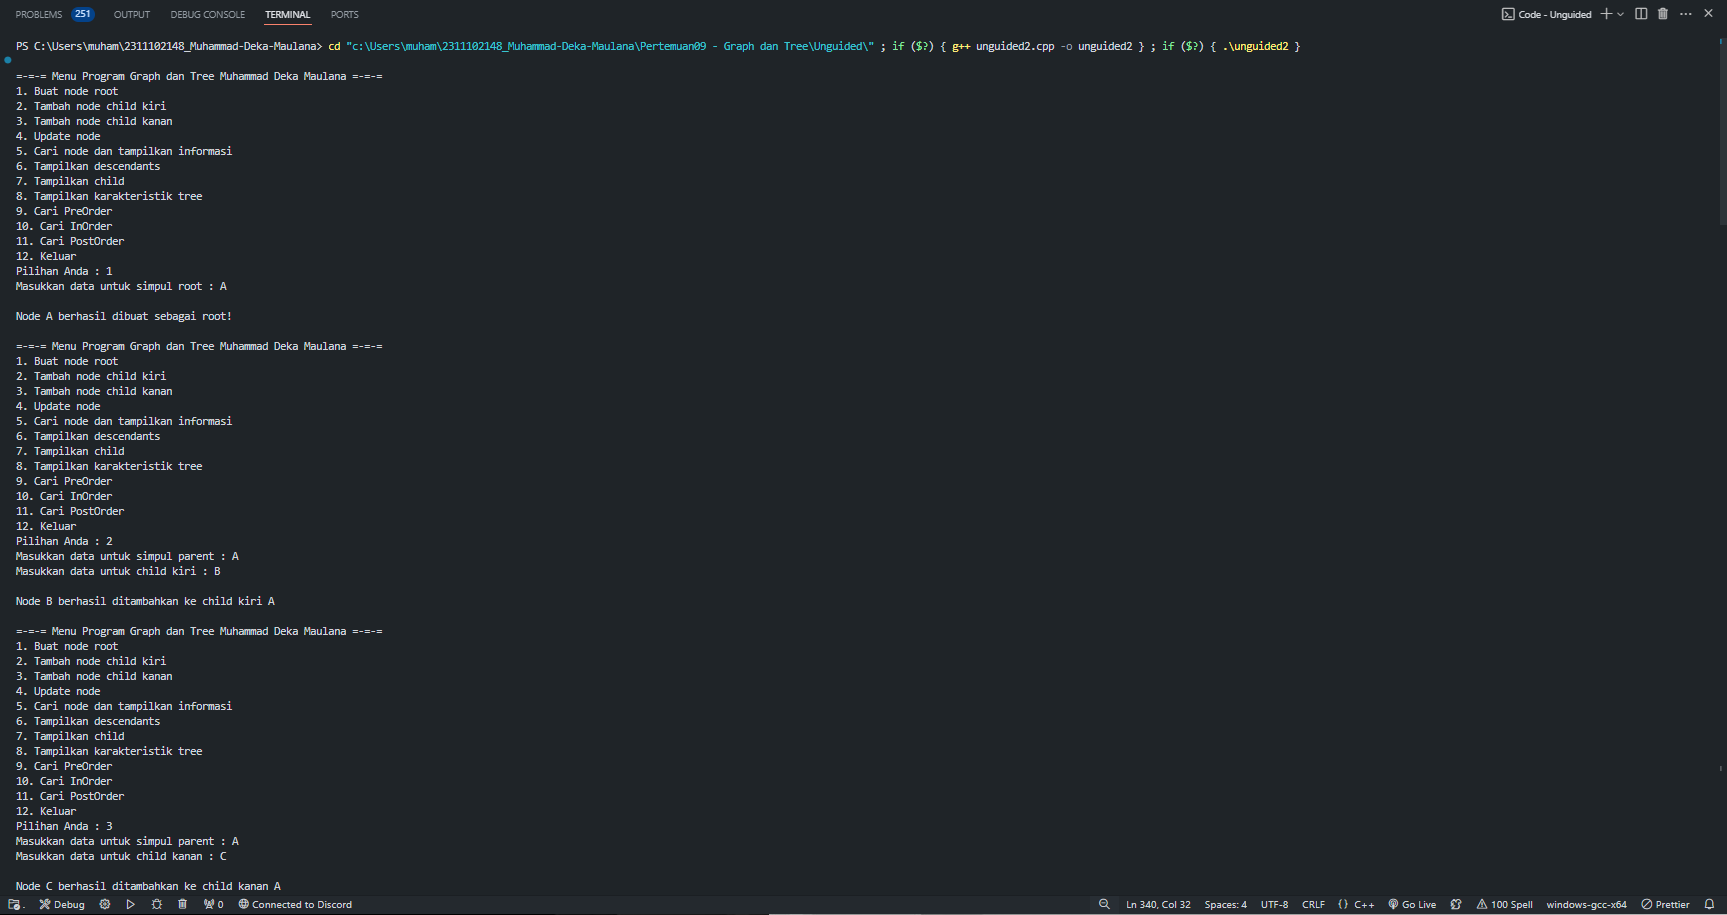 PROBLEMS 251 OUTPUT DEBUG CONSOLE TERMINAL PORTS Code - Unguided
PS C:\Users\muham\2311102148_Muhammad-Deka-Maulana> cd "c:\Users\muham\2311102148_Muhammad-Deka-Maulana\Pertemuan09 - Graph dan Tree\Unguided\" ; if ($?) { g++ unguided2.cpp -o unguided2 } ; if ($?) { .\unguided2 }
=-=-= Menu Program Graph dan Tree Muhammad Deka Maulana =-=-=
1. Buat node root
2. Tambah node child kiri
3. Tambah node child kanan
4. Update node
5. Cari node dan tampilkan informasi
6. Tampilkan descendants
7. Tampilkan child
8. Tampilkan karakteristik tree
9. Cari PreOrder
10. Cari InOrder
11. Cari PostOrder
12. Keluar
Pilihan Anda : 1
Masukkan data untuk simpul root : A
Node A berhasil dibuat sebagai root!
=-=-= Menu Program Graph dan Tree Muhammad Deka Maulana =-=-=
1. Buat node root
2. Tambah node child kiri
3. Tambah node child kanan
4. Update node
5. Cari node dan tampilkan informasi
6. Tampilkan descendants
7. Tampilkan child
8. Tampilkan karakteristik tree
9. Cari PreOrder
10. Cari InOrder
11. Cari PostOrder
12. Keluar
Pilihan Anda : 2
Masukkan data untuk simpul parent : A
Masukkan data untuk child kiri : B
Node B berhasil ditambahkan ke child kiri A
=-=-= Menu Program Graph dan Tree Muhammad Deka Maulana =-=-=
1. Buat node root
2. Tambah node child kiri
3. Tambah node child kanan
4. Update node
5. Cari node dan tampilkan informasi
6. Tampilkan descendants
7. Tampilkan child
8. Tampilkan karakteristik tree
9. Cari PreOrder
10. Cari InOrder
11. Cari PostOrder
12. Keluar
Pilihan Anda : 3
Masukkan data untuk simpul parent : A
Masukkan data untuk child kanan : C
Node C berhasil ditambahkan ke child kanan A
Debug 0 Connected to Discord Ln 340, Col 32 Spaces: 4 UTF-8 CRLF {} C++ Go Live 100 Spell windows-gcc-x64 Prettier